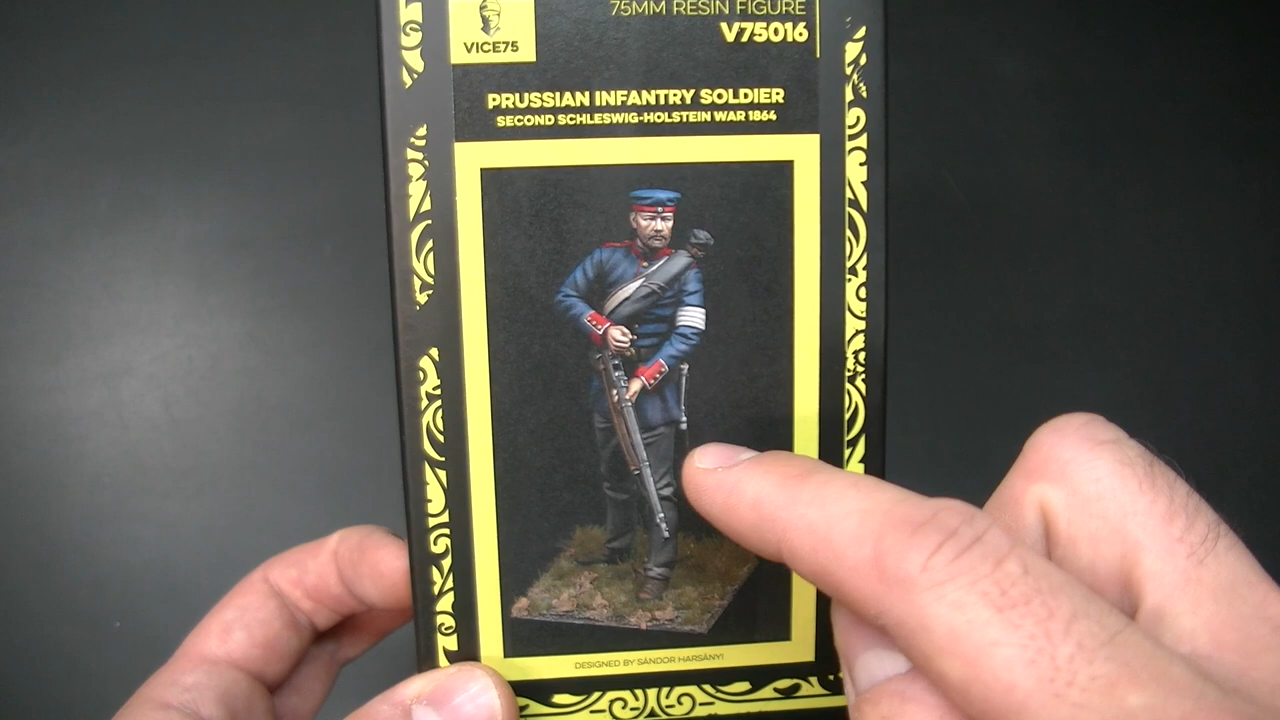 75MM RESIN FIGURE
V75016
VICE75
PRUSSIAN INFANTRY SOLDIER
SECOND SCHLESWIG-HOLSTEIN WAR 1864
DESIGNED BY SÁNDOR HARSÁNYI